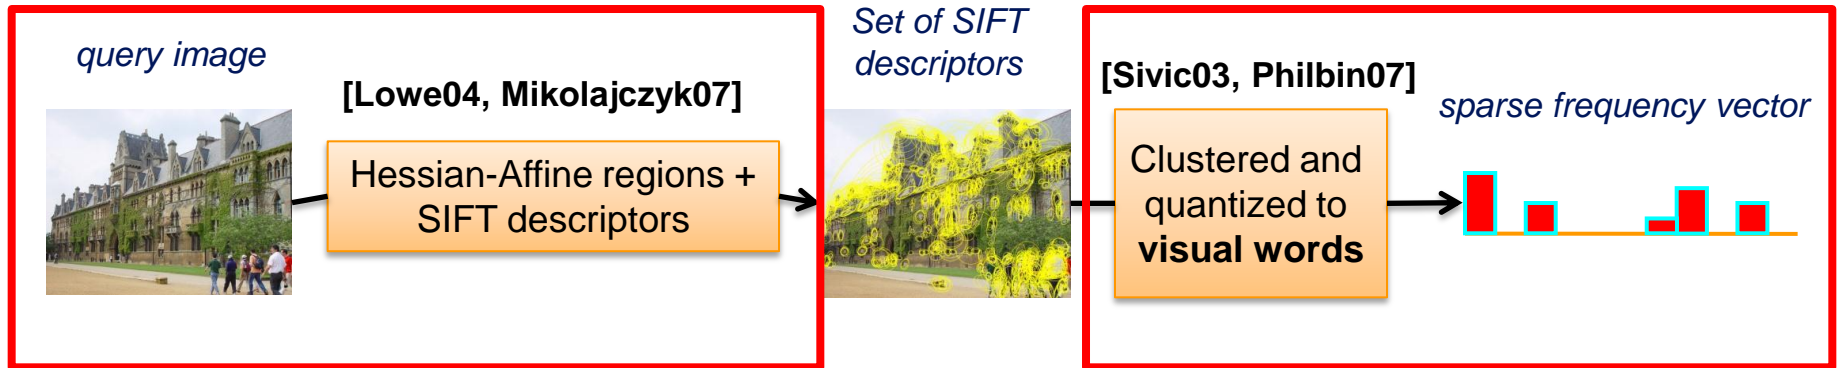 query image
[Lowe04, Mikolajczyk07]
Hessian-Affine regions +
SIFT descriptors
Set of SIFT
descriptors
[Sivic03, Philbin07]
Clustered and
quantized to
visual words
sparse frequency vector